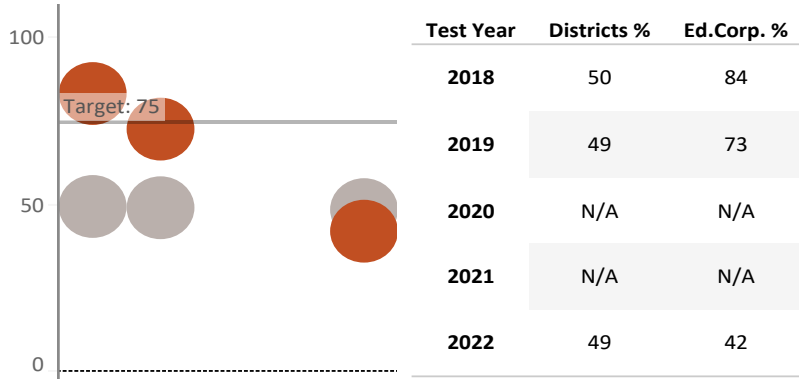 100
Target: 75
50
0
Test Year Districts % Ed.Corp. %
2018 50 84
2019 49 73
2020 N/A N/A
2021 N/A N/A
2022 49 42